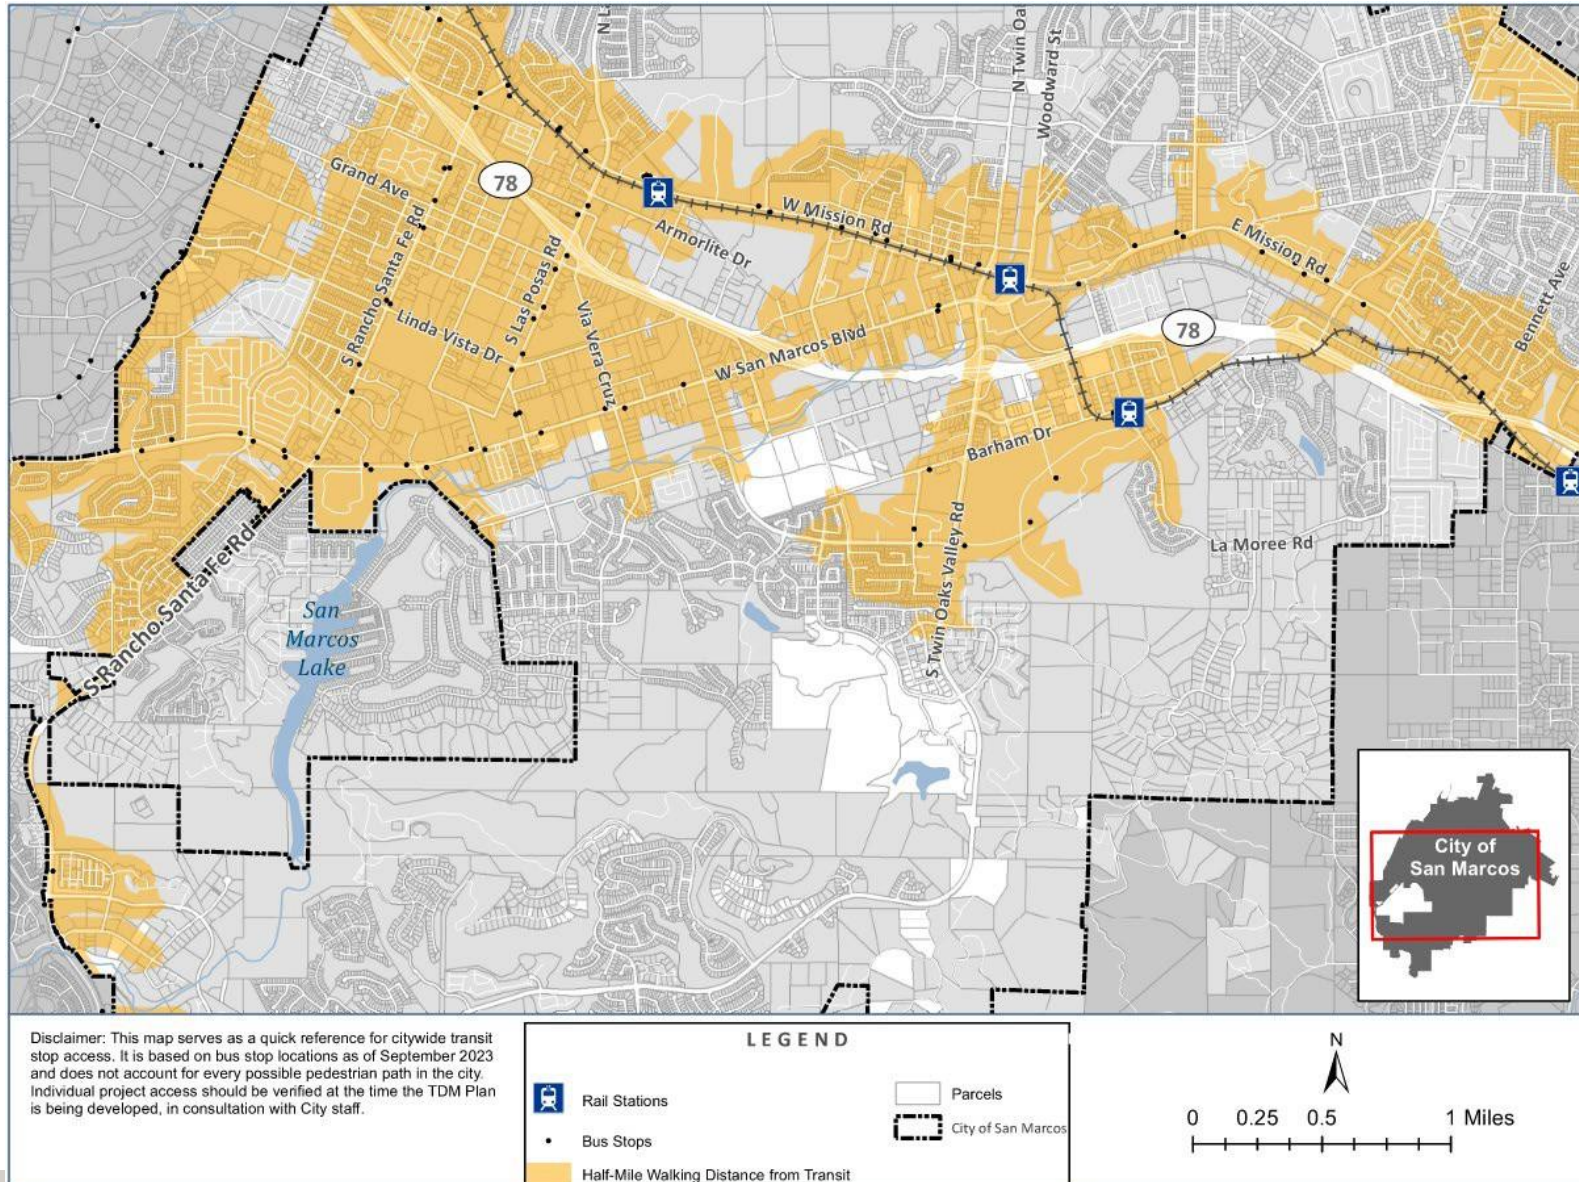 N Twin Oa
Woodward St
Grand Ave
78
S Rancho Santa Fe Rd
W Mission Rd
Armorlite Dr
E Mission Rd
S Las Posas Rd
Linda Vista Dr
Via Vera Cruz
W San Marcos Blvd
78
Bennett Ave
Barham Dr
La Moree Rd
S Twin Oaks Valley Rd
S Rancho Santa Fe Rd
San
Marcos
Lake
City of
San Marcos
Disclaimer: This map serves as a quick reference for citywide transit
stop access. It is based on bus stop locations as of September 2023
and does not account for every possible pedestrian path in the city.
Individual project access should be verified at the time the TDM Plan
is being developed, in consultation with City staff.
LEGEND
Rail Stations
Bus Stops
Half-Mile Walking Distance from Transit
Parcels
City of San Marcos
N
0 0.25 0.5 1 Miles